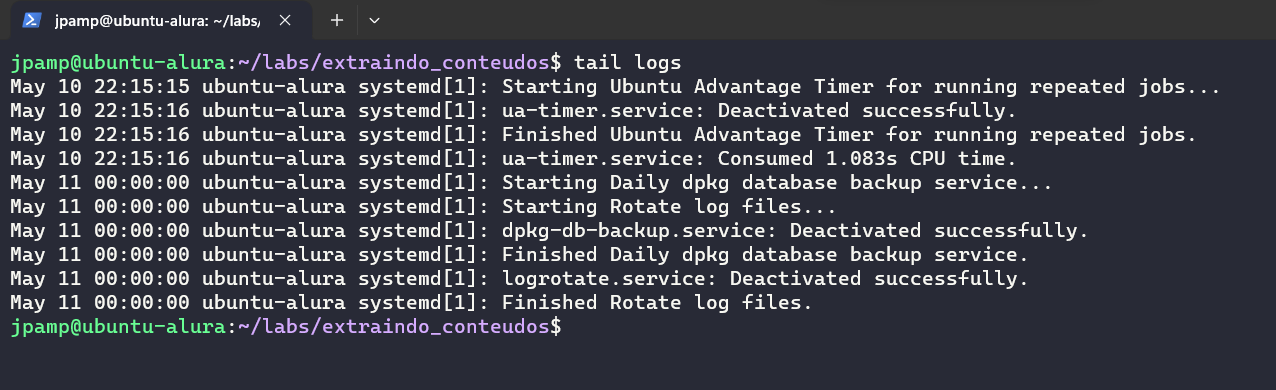 jpamp@ubuntu-alura: ~/labs/
jpamp@ubuntu-alura:~/labs/extraindo_conteudos$ tail logs
May 10 22:15:15 ubuntu-alura systemd[1]: Starting Ubuntu Advantage Timer for running repeated jobs...
May 10 22:15:16 ubuntu-alura systemd[1]: ua-timer.service: Deactivated successfully.
May 10 22:15:16 ubuntu-alura systemd[1]: Finished Ubuntu Advantage Timer for running repeated jobs.
May 10 22:15:16 ubuntu-alura systemd[1]: ua-timer.service: Consumed 1.083s CPU time.
May 11 00:00:00 ubuntu-alura systemd[1]: Starting Daily dpkg database backup service...
May 11 00:00:00 ubuntu-alura systemd[1]: Starting Rotate log files...
May 11 00:00:00 ubuntu-alura systemd[1]: dpkg-db-backup.service: Deactivated successfully.
May 11 00:00:00 ubuntu-alura systemd[1]: Finished Daily dpkg database backup service.
May 11 00:00:00 ubuntu-alura systemd[1]: logrotate.service: Deactivated successfully.
May 11 00:00:00 ubuntu-alura systemd[1]: Finished Rotate log files.
jpamp@ubuntu-alura:~/labs/extraindo_conteudos$